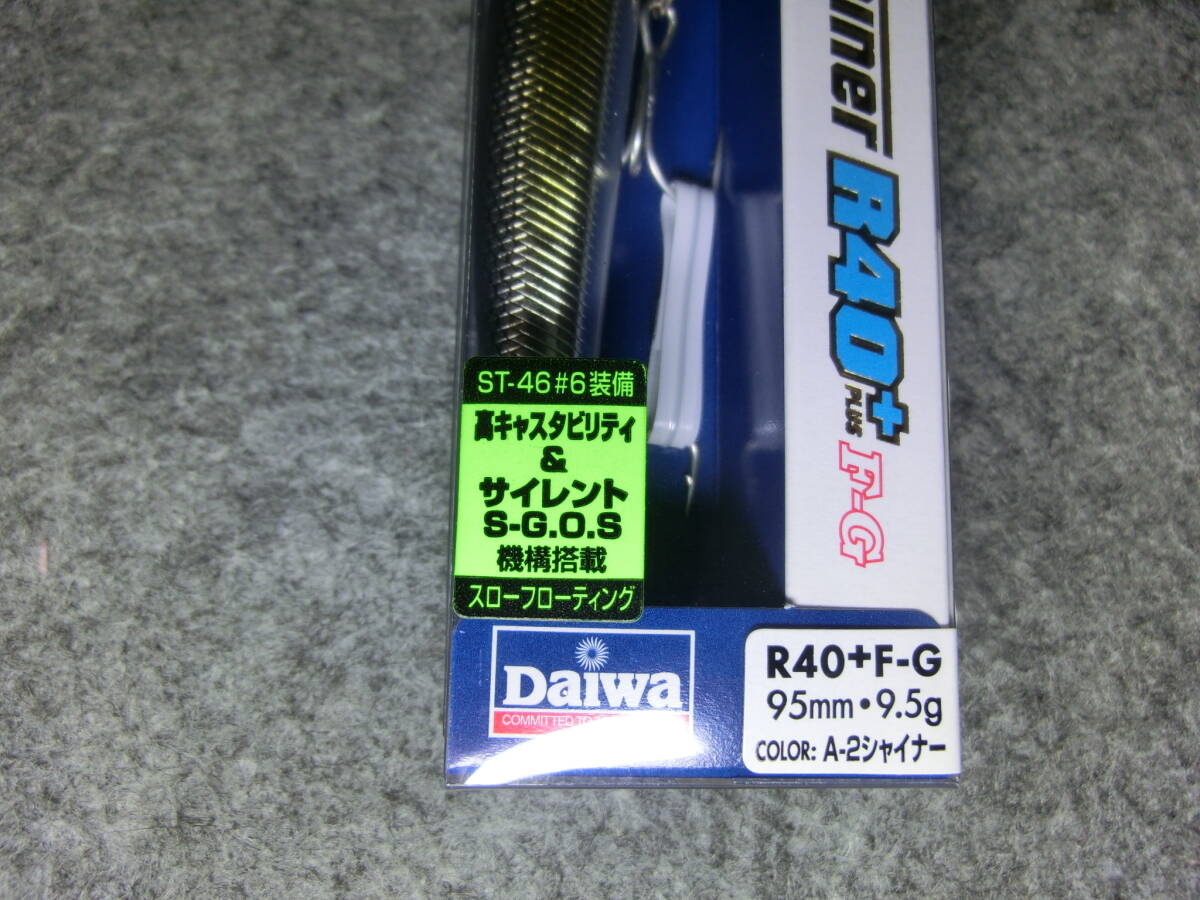 R40+
PLUS
F-G
ST-46 #6装備
高キャスタビリティ
&
サイレント
S-G.O.S
機構搭載
スローフローティング
Daiwa
COMMITTED TO
R40+F-G
95mm・9.5g
COLOR: A-2シャイナー